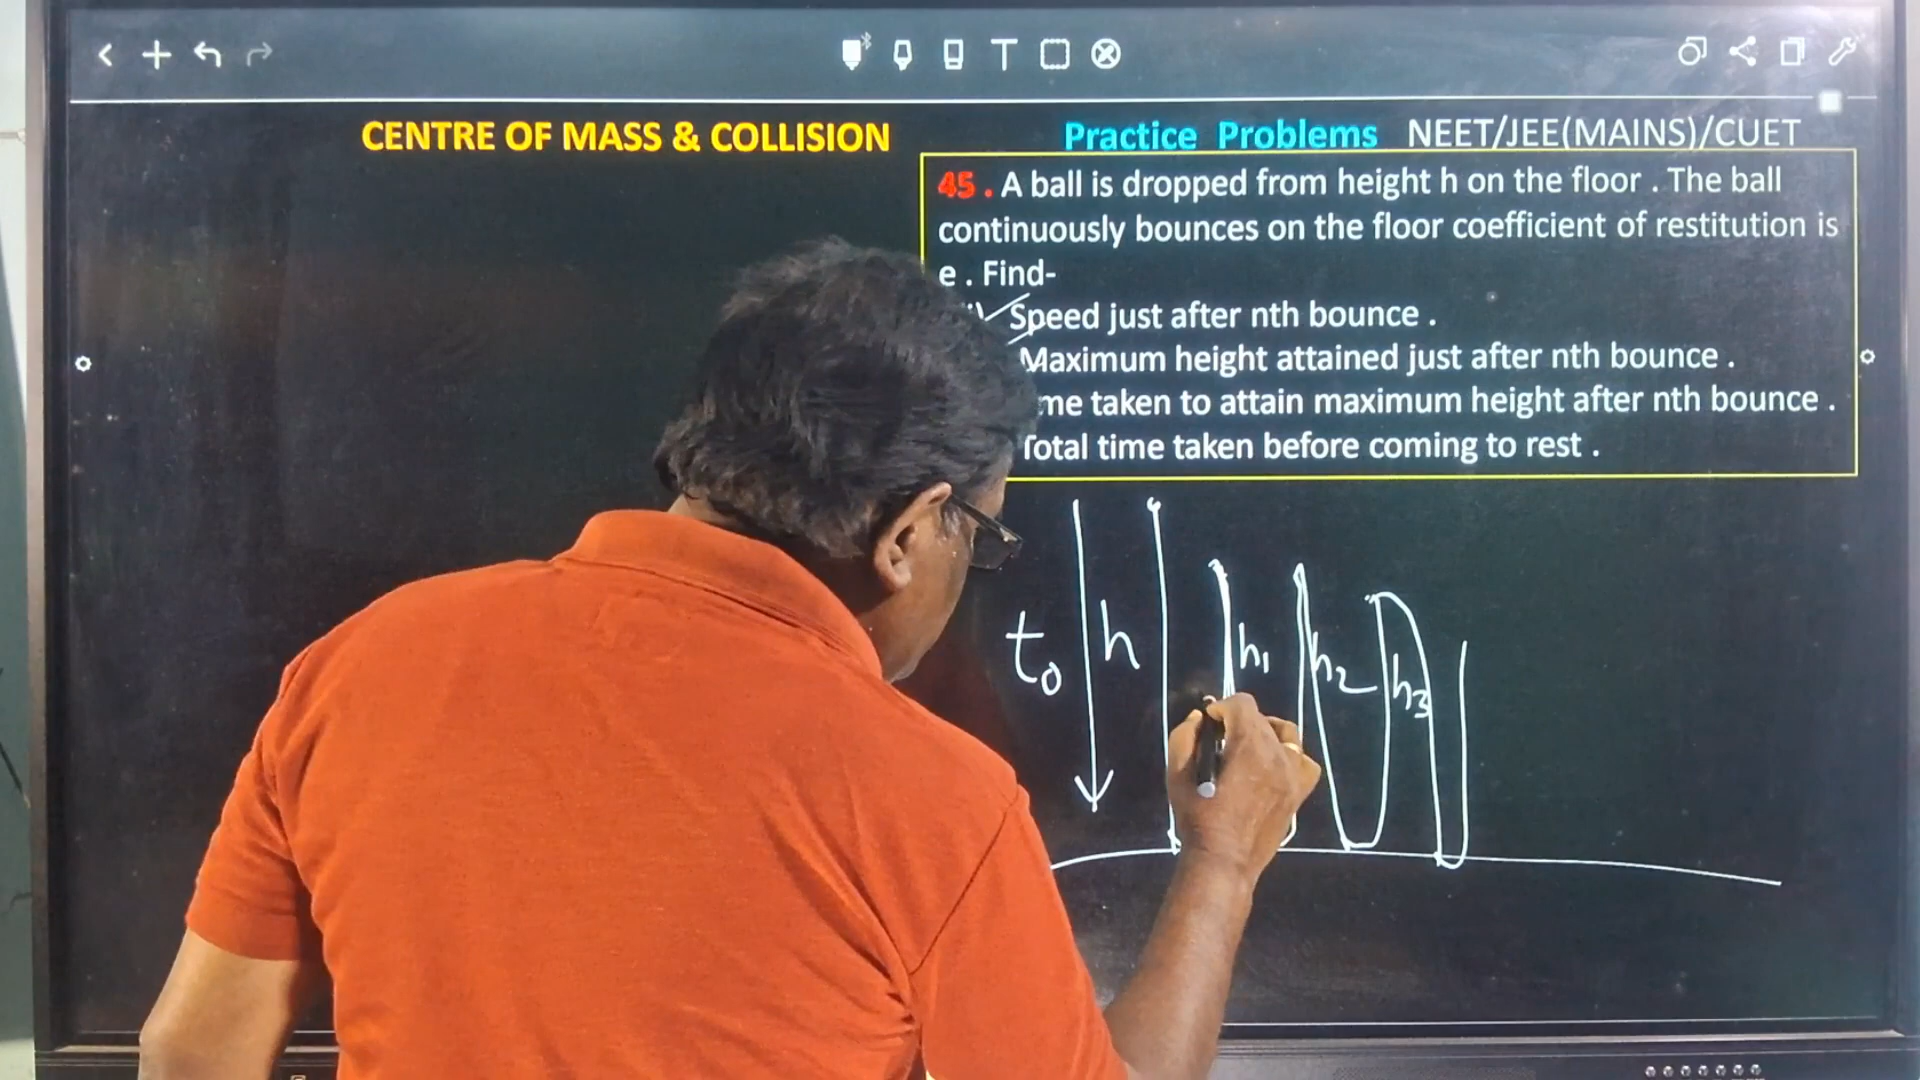 CENTRE OF MASS & COLLISION
Practice Problems NEET/JEE(MAINS)/CUET
45 . A ball is dropped from height h on the floor . The ball
continuously bounces on the floor coefficient of restitution is
e . Find-
Speed just after nth bounce .
Maximum height attained just after nth bounce .
me taken to attain maximum height after nth bounce .
Total time taken before coming to rest .
t₀ h h₁ h₂ h₃
T